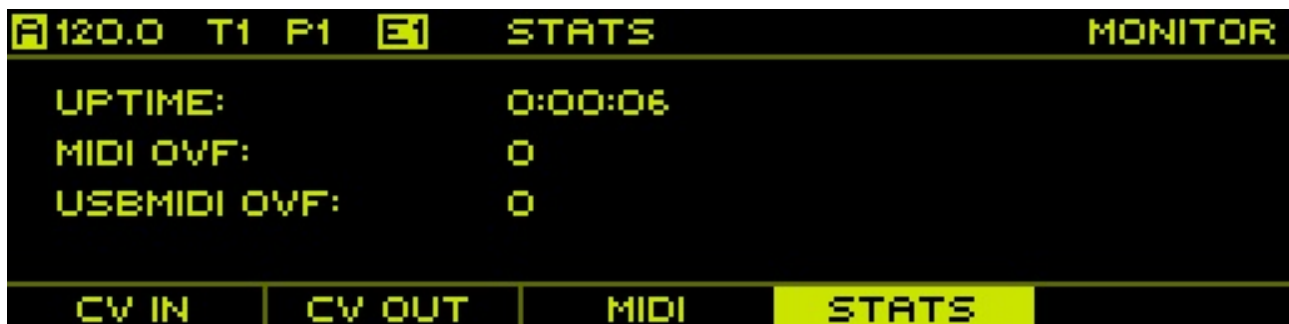 A 120.0 T1 P1 E1 STATS MONITOR
UPTIME: 0:00:06
MIDI OVF: 0
USBMIDI OVF: 0
CV IN CV OUT MIDI STATS